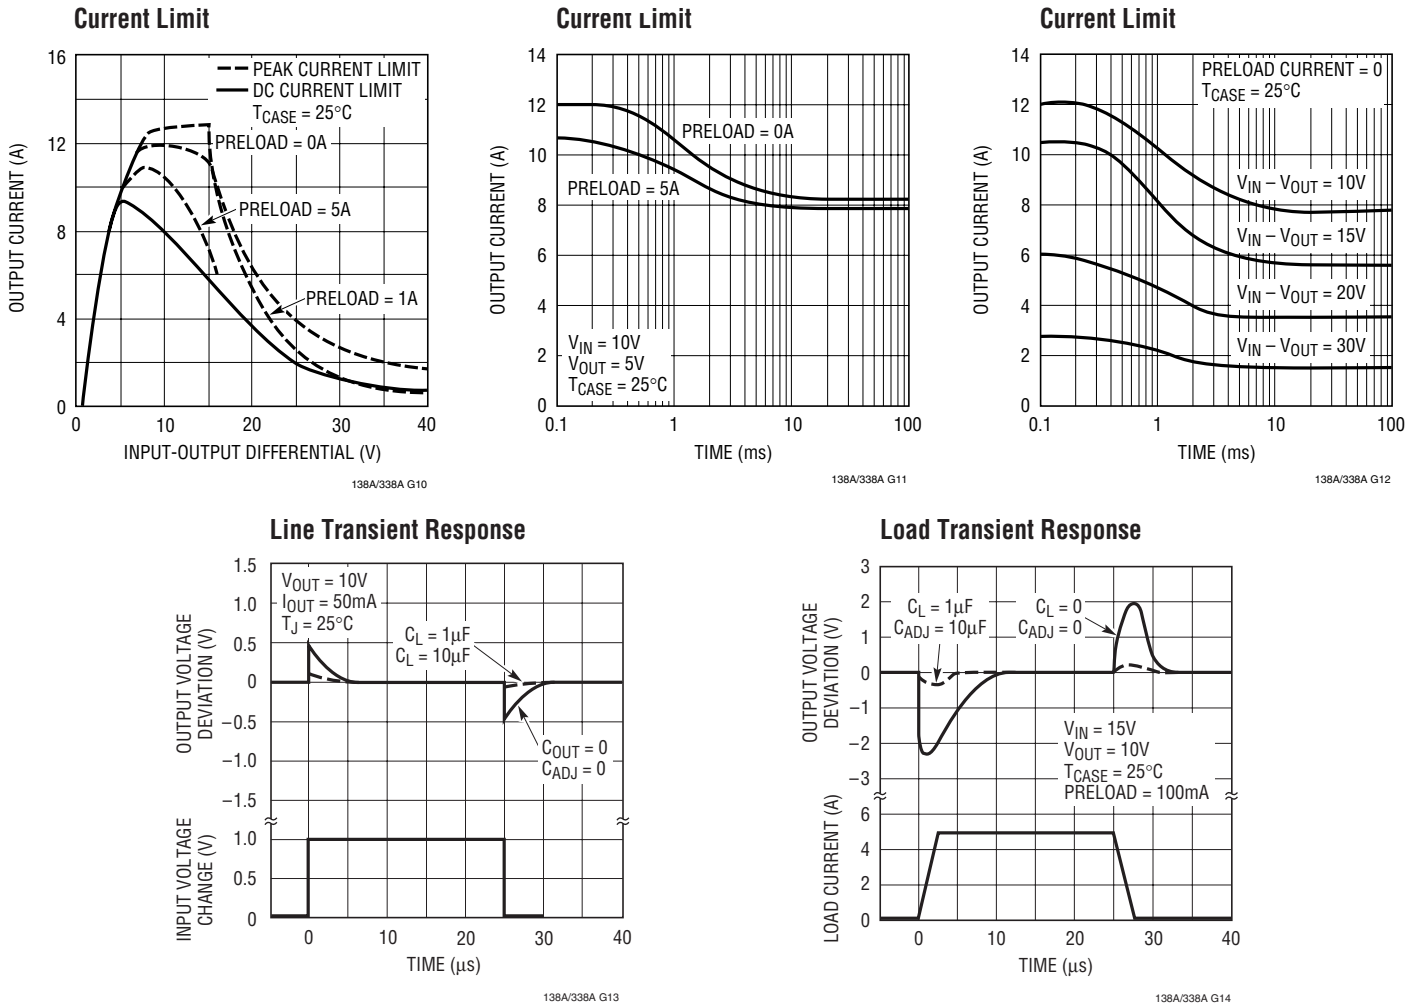 Current Limit
16
12
8
4
0
OUTPUT CURRENT (A)
PEAK CURRENT LIMIT
DC CURRENT LIMIT
TCASE = 25°C
PRELOAD = 0A
PRELOAD = 5A
PRELOAD = 1A
0 10 20 30 40
INPUT-OUTPUT DIFFERENTIAL (V)
138A/338A G10
Current Limit
14
12
10
8
6
4
2
0
OUTPUT CURRENT (A)
PRELOAD = 0A
PRELOAD = 5A
VIN = 10V
VOUT = 5V
TCASE = 25°C
0.1 1 10 100
TIME (ms)
138A/338A G11
Current Limit
14
12
10
8
6
4
2
0
OUTPUT CURRENT (A)
PRELOAD CURRENT = 0
TCASE = 25°C
VIN – VOUT = 10V
VIN – VOUT = 15V
VIN – VOUT = 20V
VIN – VOUT = 30V
0.1 1 10 100
TIME (ms)
138A/338A G12
Line Transient Response
1.5
1.0
0.5
0
–0.5
–1.0
–1.5
OUTPUT VOLTAGE
DEVIATION (V)
VOUT = 10V
IOUT = 50mA
TJ = 25°C
CL = 1µF
CL = 10µF
COUT = 0
CADJ = 0
1.0
0.5
0
INPUT VOLTAGE
CHANGE (V)
0 10 20 30 40
TIME (µs)
138A/338A G13
Load Transient Response
3
2
1
0
–1
–2
–3
OUTPUT VOLTAGE
DEVIATION (V)
CL = 1µF
CADJ = 10µF
CL = 0
CADJ = 0
VIN = 15V
VOUT = 10V
TCASE = 25°C
PRELOAD = 100mA
6
4
2
0
LOAD CURRENT (A)
0 10 20 30 40
TIME (µs)
138A/338A G14